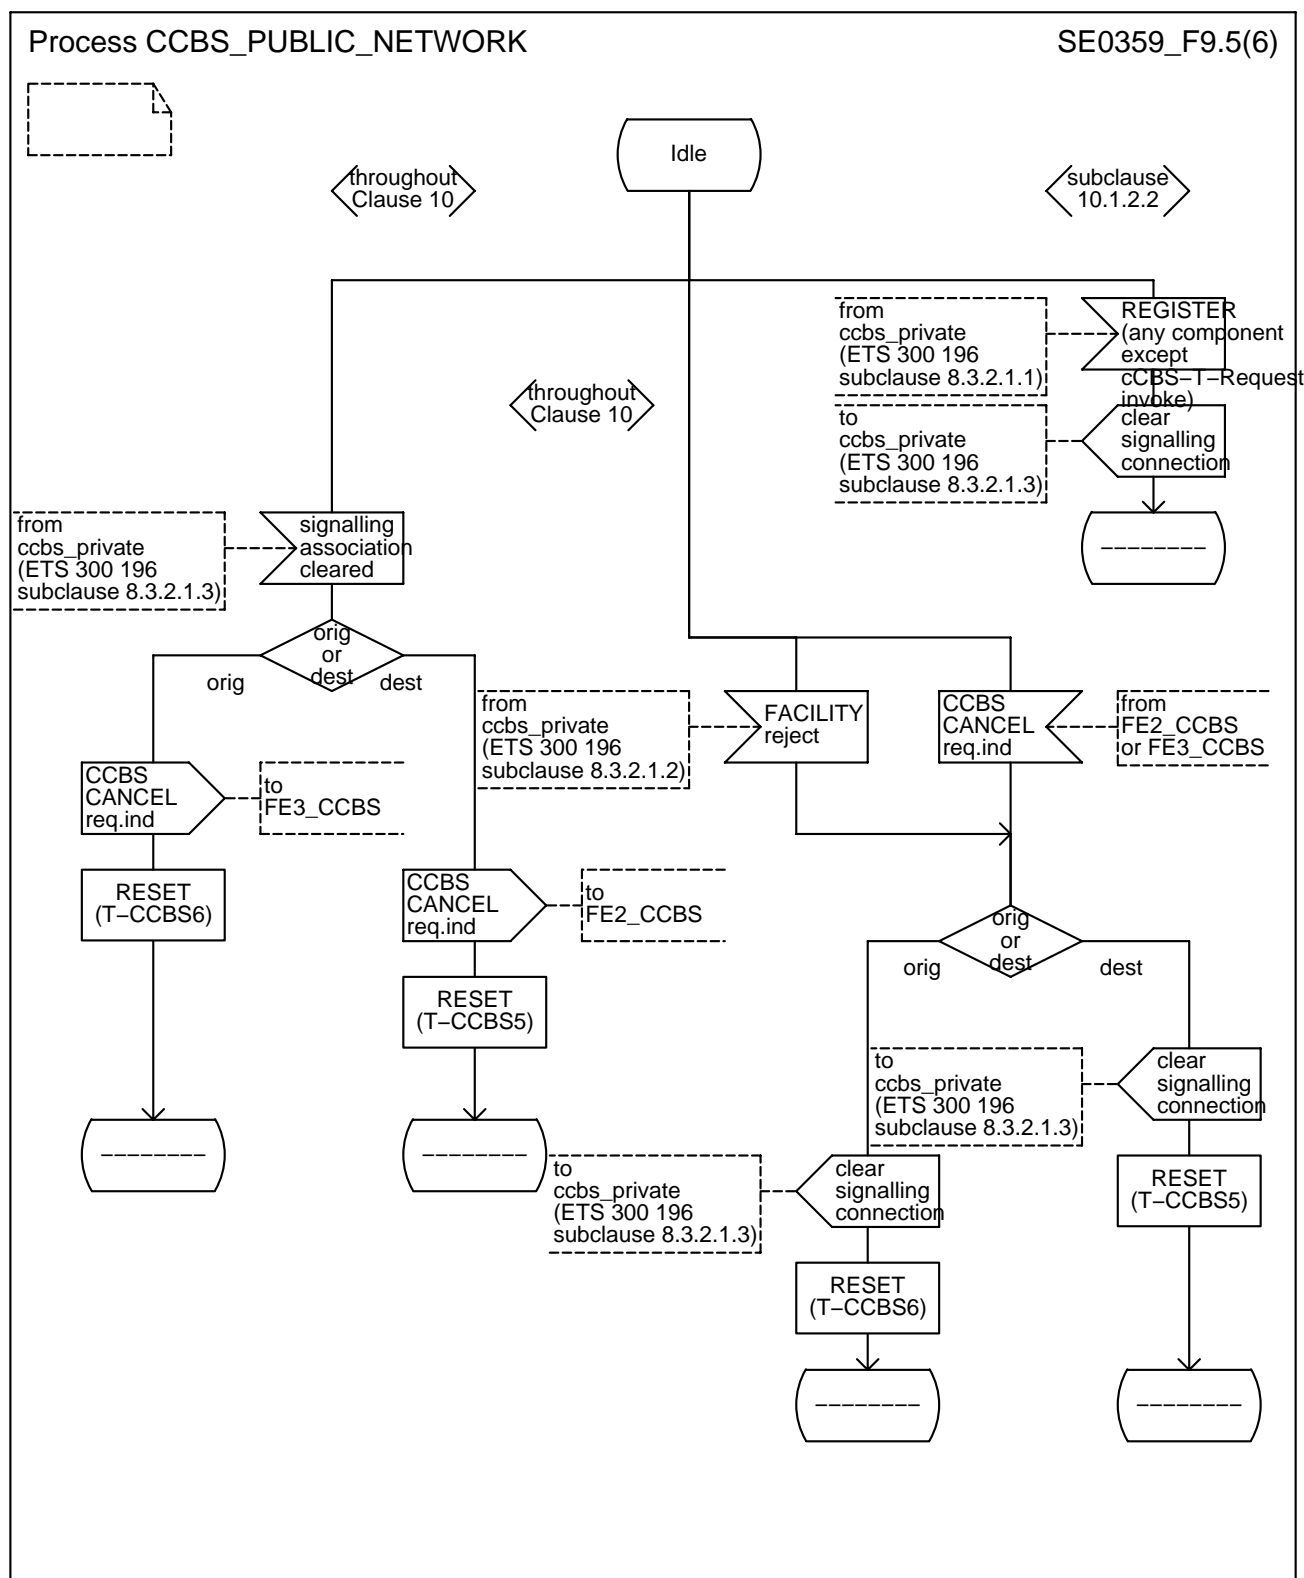 Process CCBS_PUBLIC_NETWORK
SE0359_F9.5(6)
Idle
throughout
Clause 10
subclause
10.1.2.2
from
ccbs_private
(ETS 300 196
subclause 8.3.2.1.1)
REGISTER
(any component
except
cCBS−T−Request
invoke)
throughout
Clause 10
to
ccbs_private
(ETS 300 196
subclause 8.3.2.1.3)
clear
signalling
connection
from
ccbs_private
(ETS 300 196
subclause 8.3.2.1.3)
signalling
association
cleared
−−−−−−−−
orig
or
dest
orig
dest
from
ccbs_private
(ETS 300 196
subclause 8.3.2.1.2)
FACILITY
reject
CCBS
CANCEL
req.ind
from
FE2_CCBS
or FE3_CCBS
CCBS
CANCEL
req.ind
to
FE3_CCBS
RESET
(T−CCBS6)
CCBS
CANCEL
req.ind
to
FE2_CCBS
orig
or
dest
orig
dest
RESET
(T−CCBS5)
to
ccbs_private
(ETS 300 196
subclause 8.3.2.1.3)
clear
signalling
connection
−−−−−−−−
−−−−−−−−
to
ccbs_private
(ETS 300 196
subclause 8.3.2.1.3)
clear
signalling
connection
RESET
(T−CCBS5)
RESET
(T−CCBS6)
−−−−−−−−
−−−−−−−−